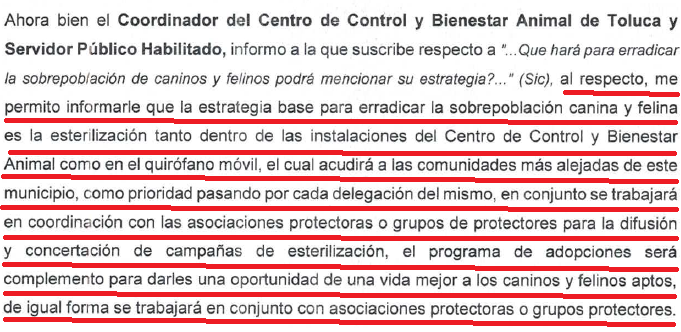 Ahora bien el Coordinador del Centro de Control y Bienestar Animal de Toluca y
Servidor Público Habilitado, informo a la que suscribe respecto a "...Que hará para erradicar
la sobrepoblación de caninos y felinos podrá mencionar su estrategia?..." (Sic), al respecto, me
permito informarle que la estrategia base para erradicar la sobrepoblación canina y felina
es la esterilización tanto dentro de las instalaciones del Centro de Control y Bienestar
Animal como en el quirófano móvil, el cual acudirá a las comunidades más alejadas de este
municipio, como prioridad pasando por cada delegación del mismo, en conjunto se trabajará
en coordinación con las asociaciones protectoras o grupos de protectores para la difusión
y concertación de campañas de esterilización, el programa de adopciones será
complemento para darles una oportunidad de una vida mejor a los caninos y felinos aptos,
de igual forma se trabajará en conjunto con asociaciones protectoras o grupos protectores.